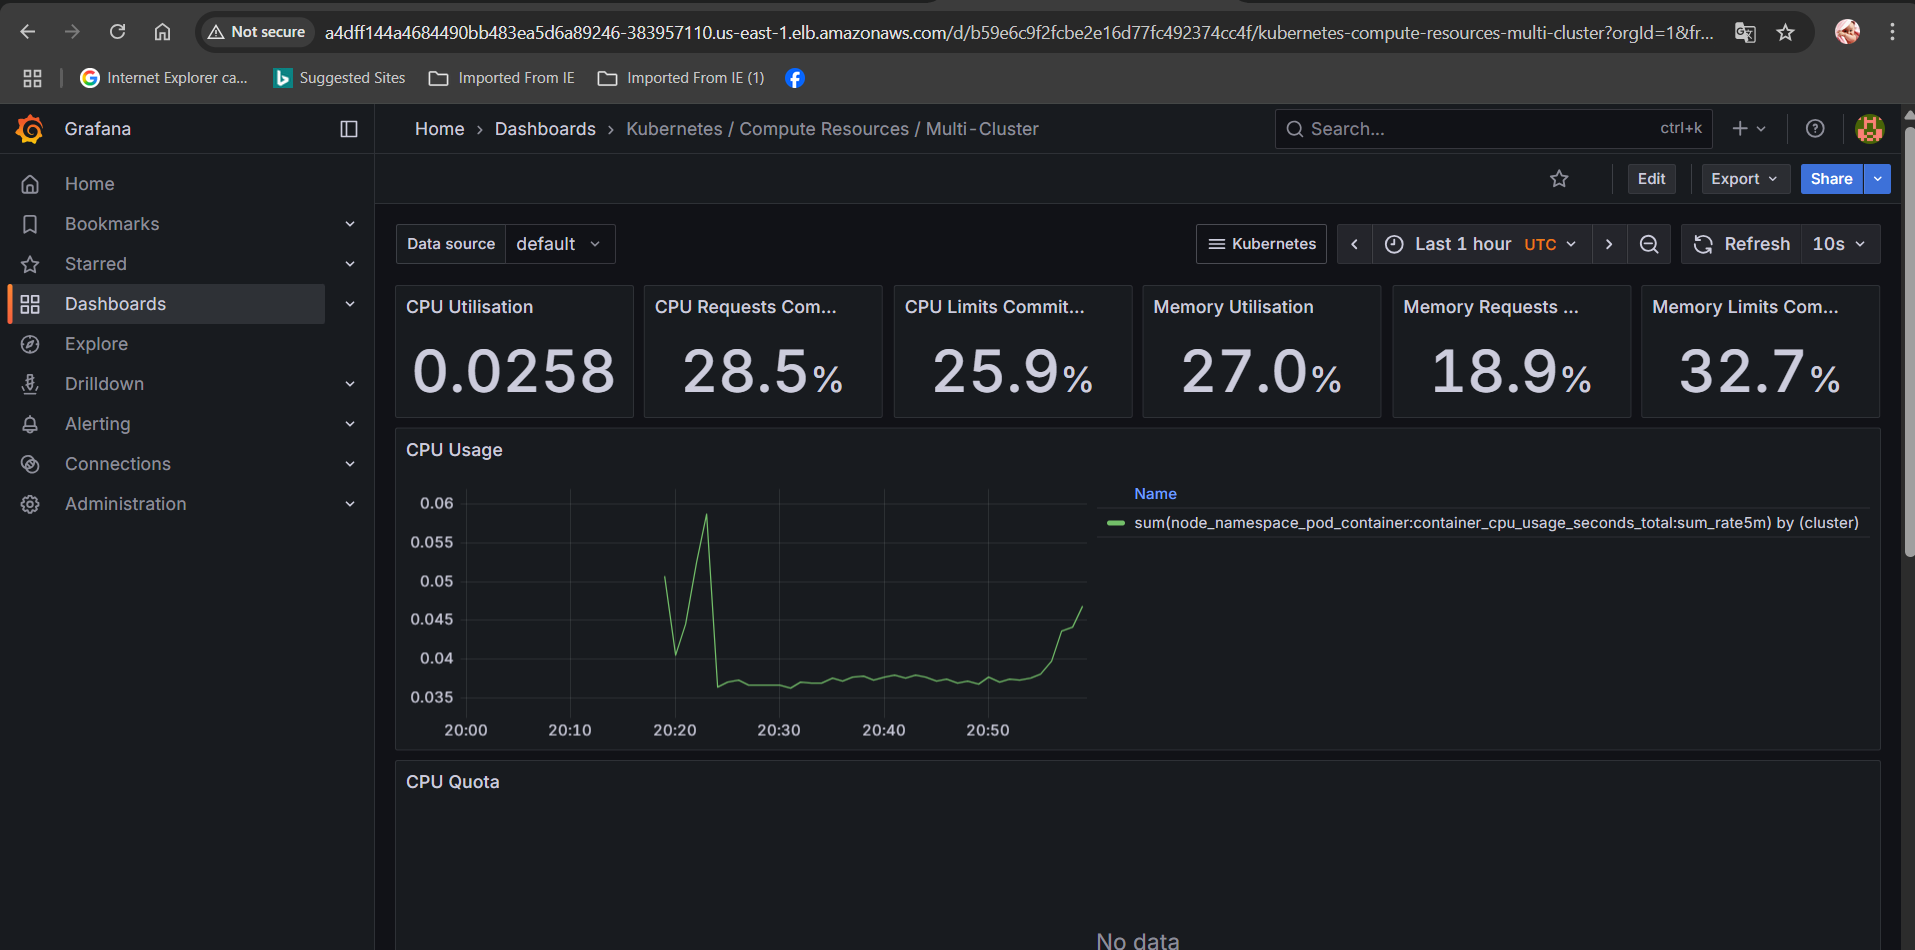 Not secure
a4dff144a4684490bb483ea5d6a89246-383957110.us-east-1.elb.amazonaws.com/d/b59e6c9f2fcbe2e16d77fc492374cc4f/kubernetes-compute-resources-multi-cluster?orgId=1&fr...
Internet Explorer ca...
Suggested Sites
Imported From IE
Imported From IE (1)
Grafana
Home › Dashboards › Kubernetes / Compute Resources / Multi-Cluster
Search...
ctrl+k
Home
Bookmarks
Starred
Dashboards
Explore
Drilldown
Alerting
Connections
Administration
Edit
Export
Share
Data source
default
Kubernetes
Last 1 hour UTC
Refresh
10s
CPU Utilisation
0.0258
CPU Requests Com...
28.5%
CPU Limits Commit...
25.9%
Memory Utilisation
27.0%
Memory Requests ...
18.9%
Memory Limits Com...
32.7%
CPU Usage
0.06
0.055
0.05
0.045
0.04
0.035
20:00
20:10
20:20
20:30
20:40
20:50
Name
sum(node_namespace_pod_container:container_cpu_usage_seconds_total:sum_rate5m) by (cluster)
CPU Quota
No data